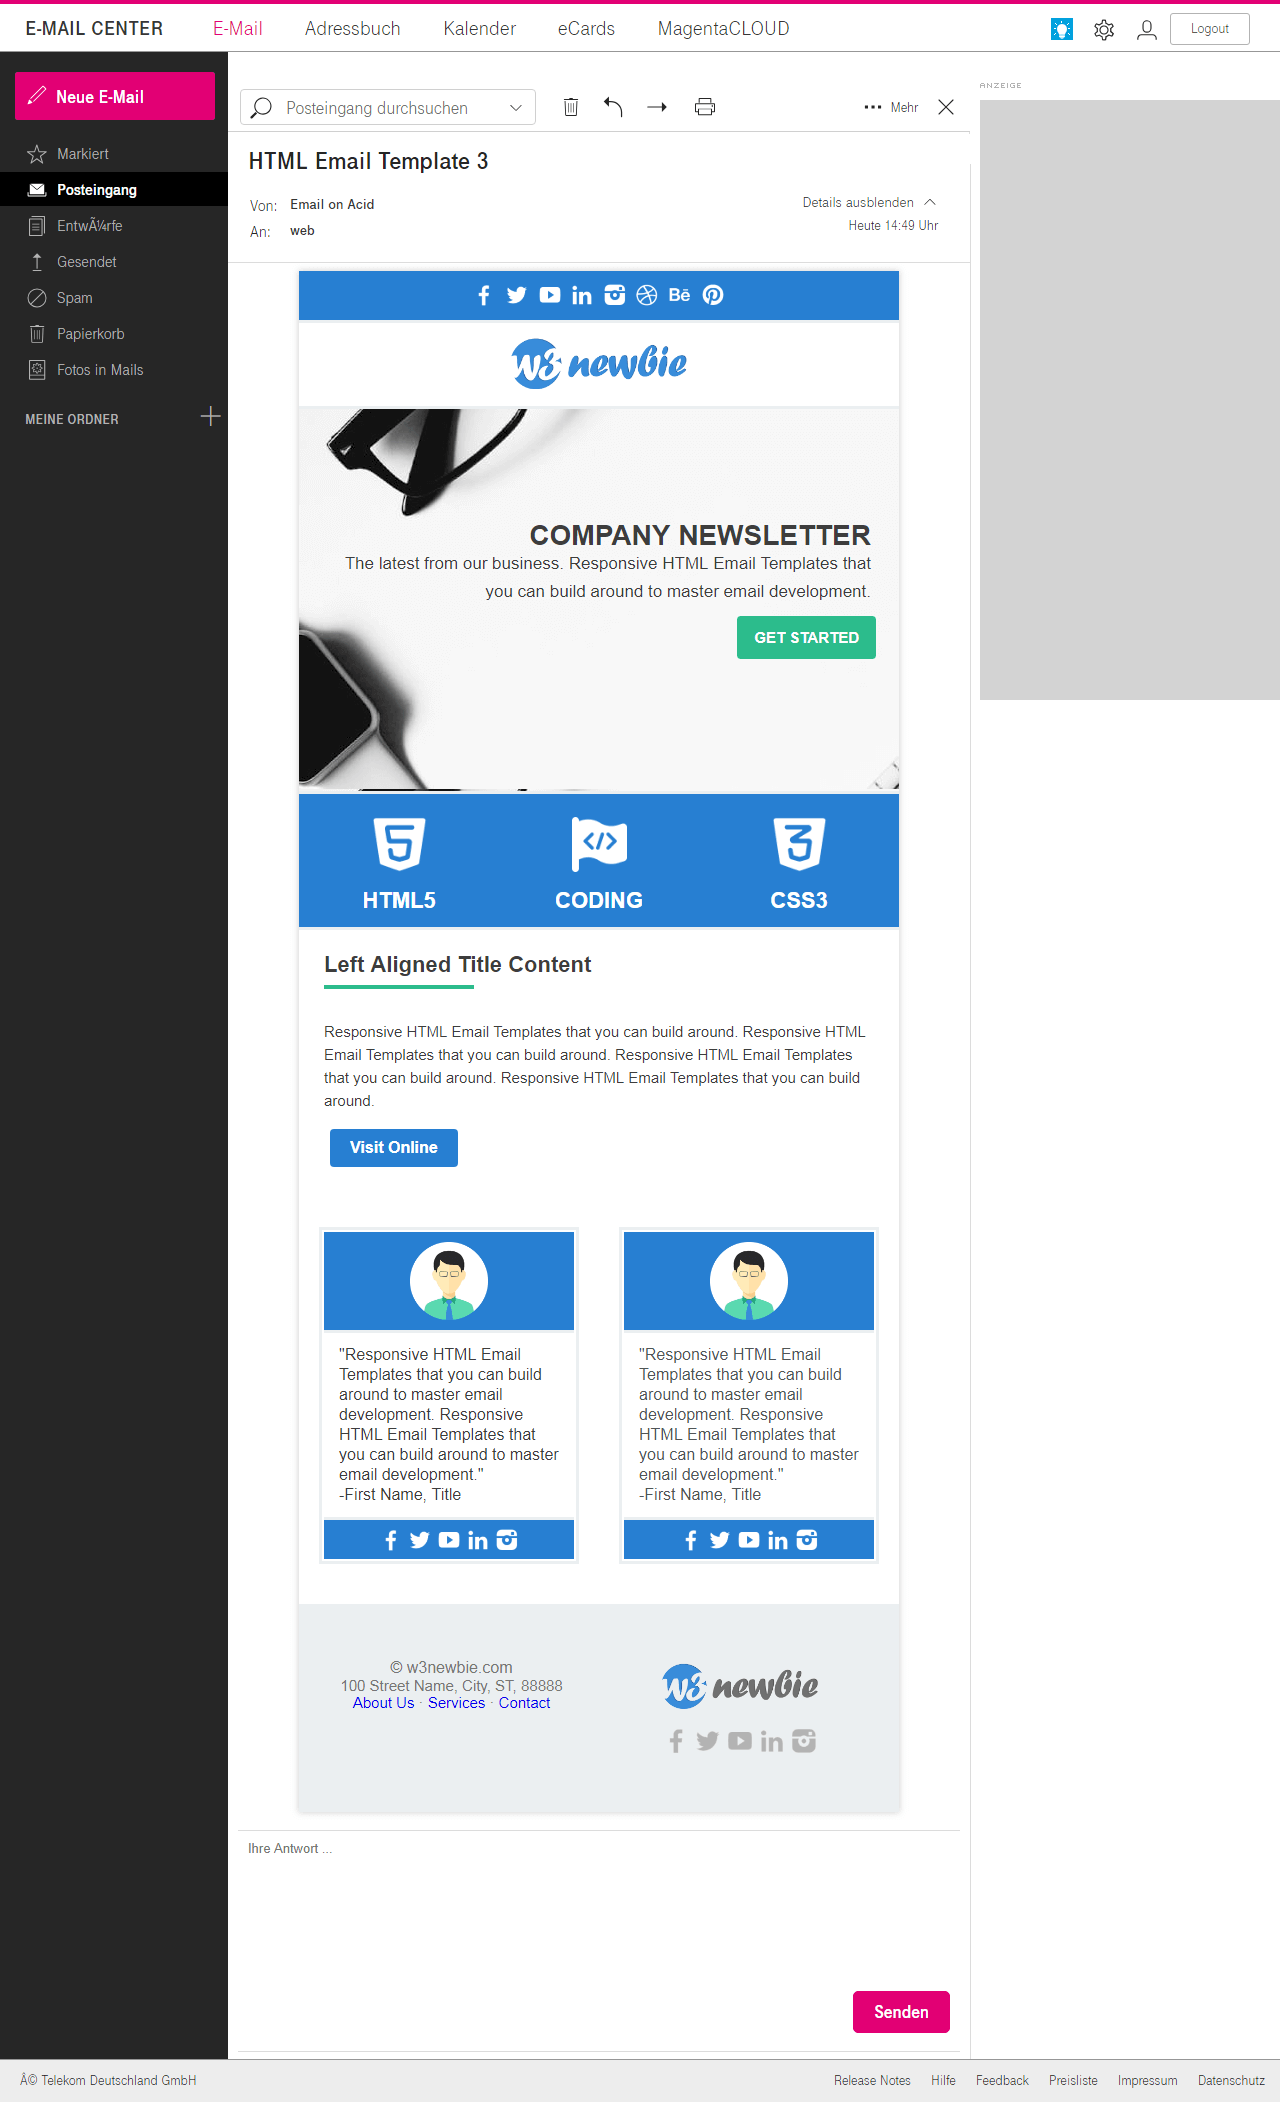 E-MAIL CENTER E-Mail Adressbuch Kalender eCards MagentaCLOUD Logout
Neue E-Mail
Markiert
Posteingang
EntwÃ¼rfe
Gesendet
Spam
Papierkorb
Fotos in Mails
MEINE ORDNER
Posteingang durchsuchen
Mehr
ANZEIGE
HTML Email Template 3
Von: Email on Acid
Details ausblenden
An: web
Heute 14:49 Uhr
Bē
W3 newbie
COMPANY NEWSLETTER
The latest from our business. Responsive HTML Email Templates that
you can build around to master email development.
GET STARTED
HTML5 CODING CSS3
Left Aligned Title Content
Responsive HTML Email Templates that you can build around. Responsive HTML
Email Templates that you can build around. Responsive HTML Email Templates
that you can build around. Responsive HTML Email Templates that you can build
around.
Visit Online
"Responsive HTML Email
Templates that you can build
around to master email
development. Responsive
HTML Email Templates that
you can build around to master
email development."
-First Name, Title
"Responsive HTML Email
Templates that you can build
around to master email
development. Responsive
HTML Email Templates that
you can build around to master
email development."
-First Name, Title
© w3newbie.com
100 Street Name, City, ST, 88888
About Us · Services · Contact
W3 newbie
Ihre Antwort ...
Senden
Â© Telekom Deutschland GmbH
Release Notes Hilfe Feedback Preisliste Impressum Datenschutz